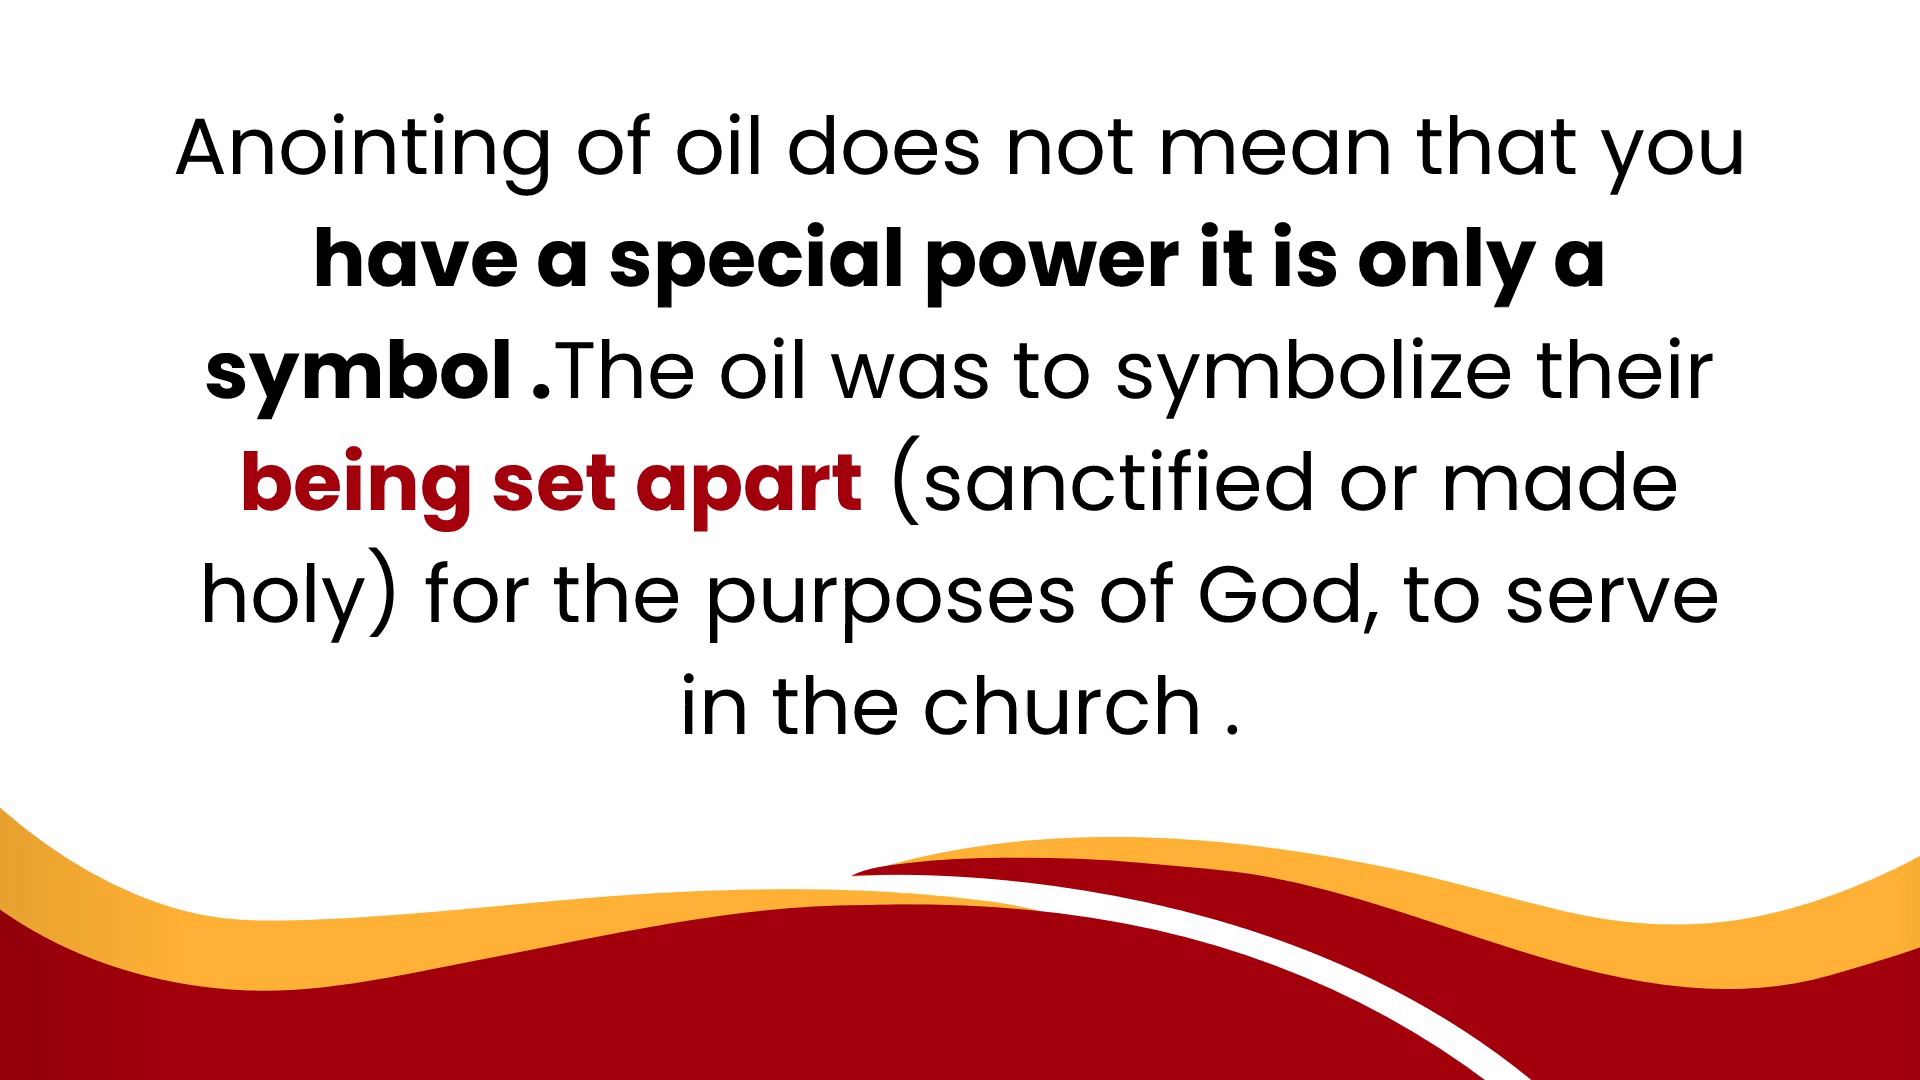 Anointing of oil does not mean that you
have a special power it is only a
symbol .The oil was to symbolize their
being set apart (sanctified or made
holy) for the purposes of God, to serve
in the church .